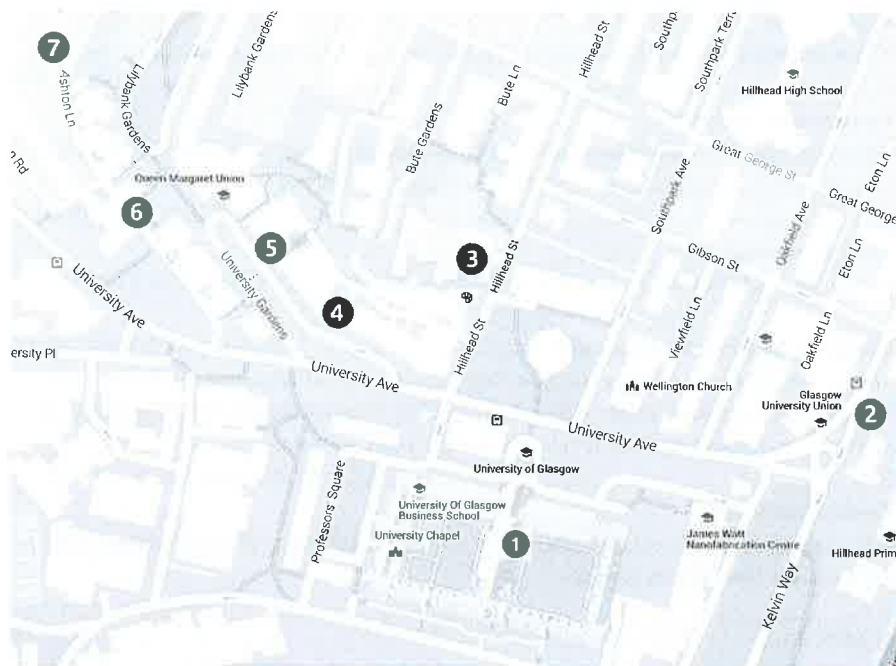 7
Ashton Ln
Lilybank Gardens
Lilybank Gardens
Bute Gardens
Bute Ln
Hillhead St
Southpark Terr
Hillhead High School
Great George St
Great George
Eton Ln
Eton Ln
Southpark Ave
Oakfield Ave
Gibson St
n Rd
Queen Margaret Union
6
5
3
Hillhead St
University Ave
University Gardens
4
Hillhead St
Viewfield Ln
Oakfield Ln
ersity Pl
University Ave
Wellington Church
Glasgow
University Union
2
University Ave
University of Glasgow
Professors' Square
University Of Glasgow
Business School
University Chapel
1
James Watt
Nanofabrication Centre
Hillhead Prim
Kelvin Way